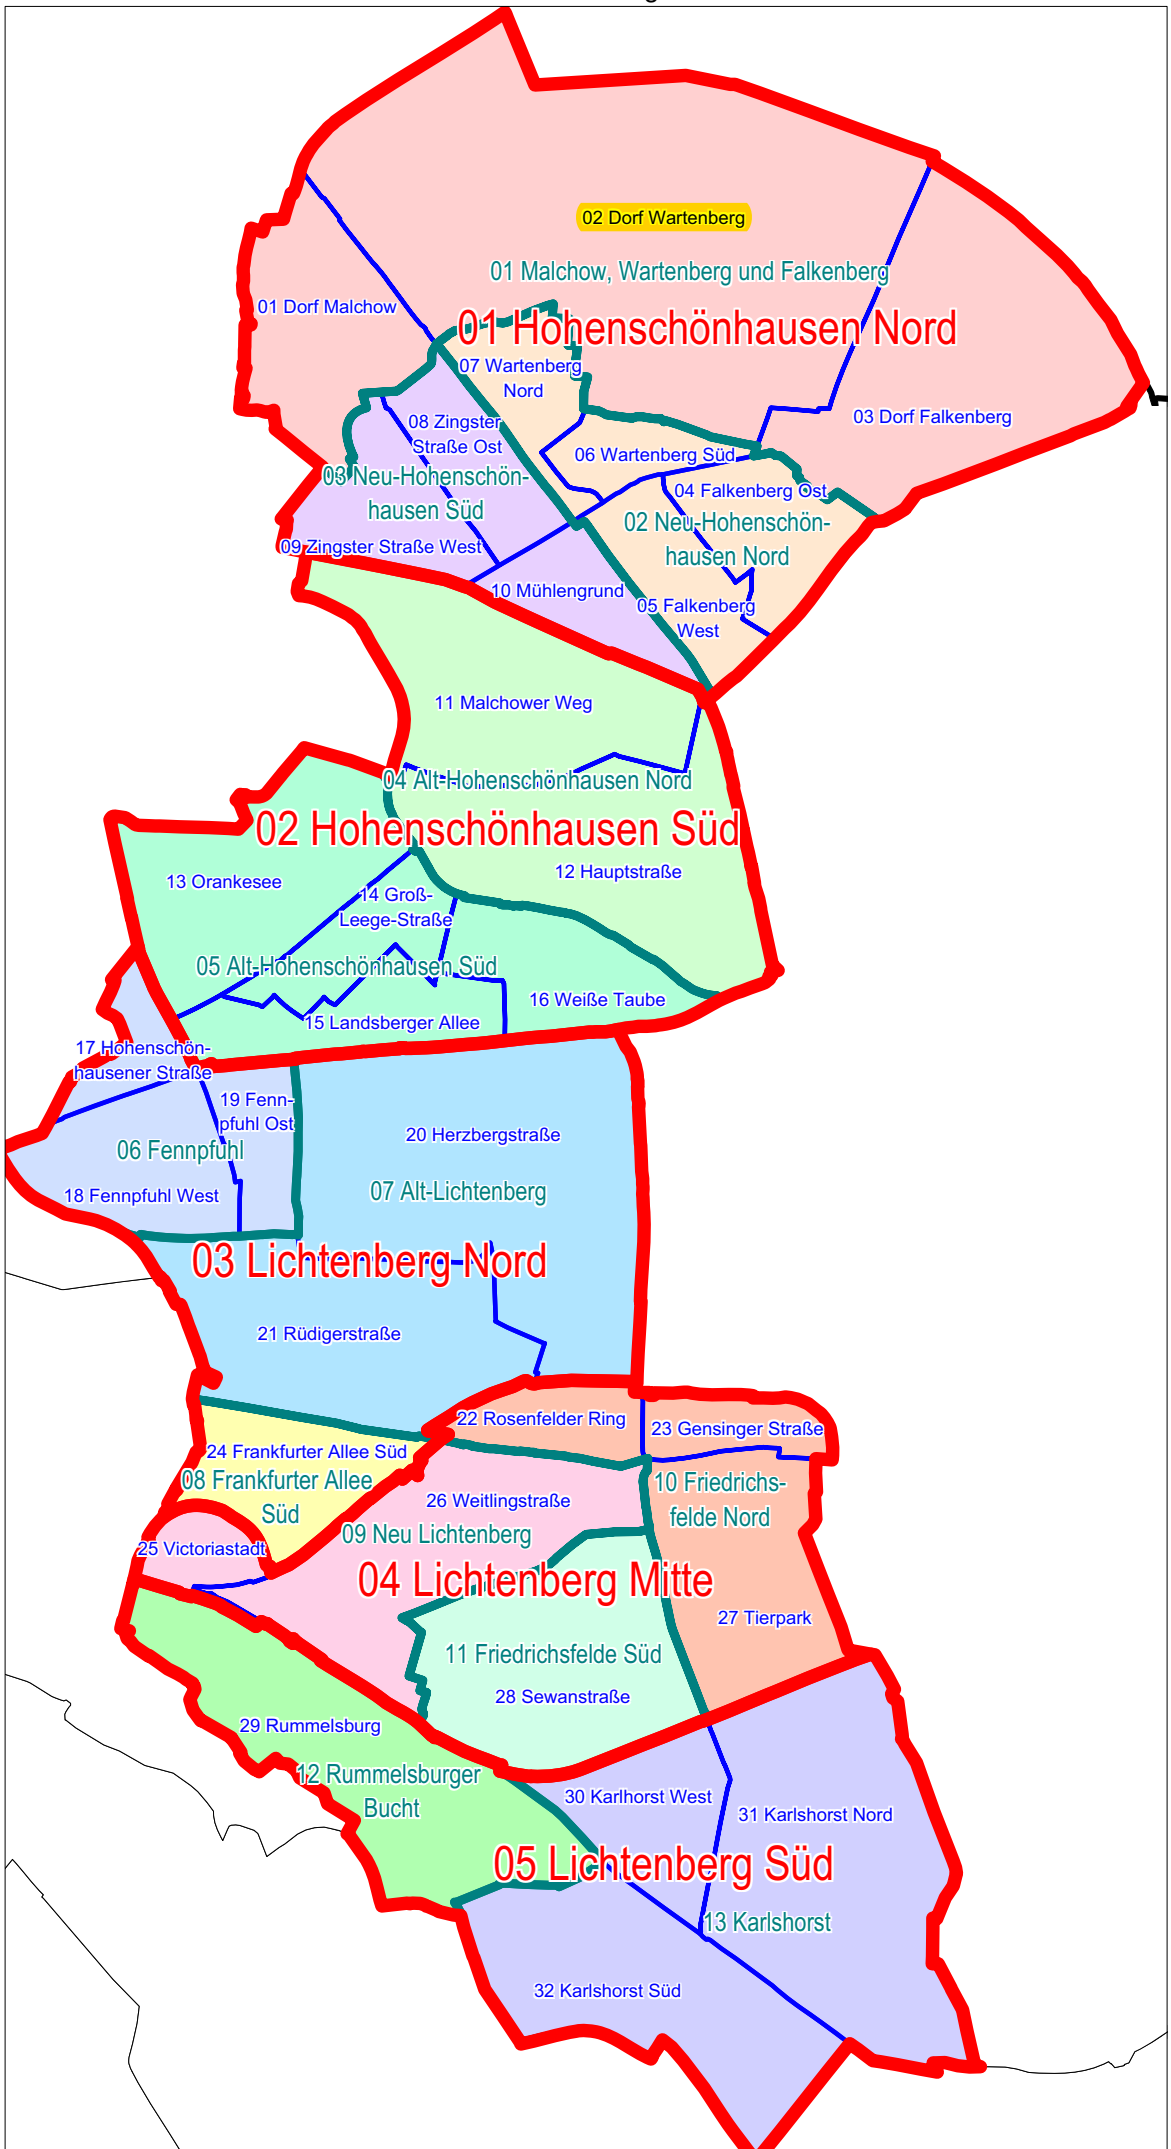 02 Dorf Wartenberg
01 Malchow, Wartenberg und Falkenberg
01 Dorf Malchow
01 Hohenschönhausen Nord
07 Wartenberg
Nord
03 Dorf Falkenberg
08 Zingster
Straße Ost
06 Wartenberg Süd
03 Neu-Hohenschön-
hausen Süd
04 Falkenberg Ost
02 Neu-Hohenschön-
hausen Nord
09 Zingster Straße West
10 Mühlengrund
05 Falkenberg
West
11 Malchower Weg
04 Alt-Hohenschönhausen Nord
02 Hohenschönhausen Süd
12 Hauptstraße
13 Orankesee
14 Groß-
Leege-Straße
05 Alt-Hohenschönhausen Süd
16 Weiße Taube
15 Landsberger Allee
17 Hohenschön-
hausener Straße
19 Fenn-
pfuhl Ost
20 Herzbergstraße
06 Fennpfuhl
18 Fennpfuhl West
07 Alt-Lichtenberg
03 Lichtenberg Nord
21 Rüdigerstraße
22 Rosenfelder Ring
23 Gensinger Straße
24 Frankfurter Allee Süd
08 Frankfurter Allee
Süd
10 Friedrichs-
felde Nord
26 Weitlingstraße
09 Neu Lichtenberg
25 Victoriastadt
04 Lichtenberg Mitte
27 Tierpark
11 Friedrichsfelde Süd
28 Sewanstraße
29 Rummelsburg
12 Rummelsburger
Bucht
30 Karlhorst West
31 Karlshorst Nord
05 Lichtenberg Süd
13 Karlshorst
32 Karlshorst Süd